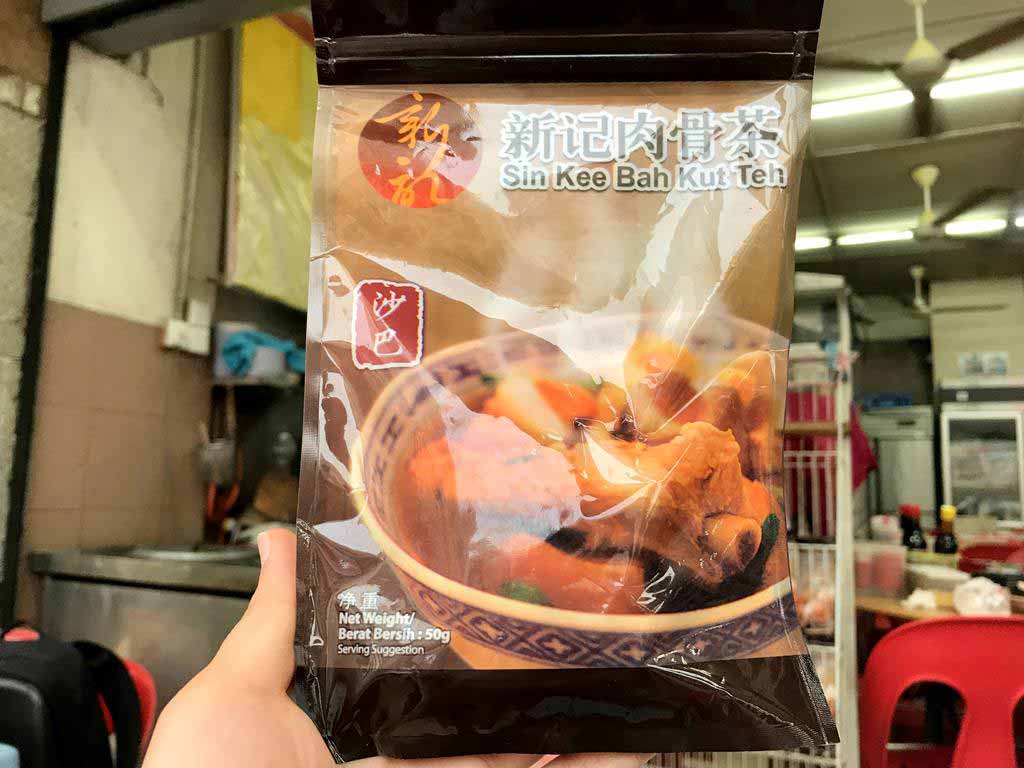 新记
新记肉骨茶
Sin Kee Bah Kut Teh
沙巴
净重
Net Weight/
Berat Bersih : 50g
Serving Suggestion